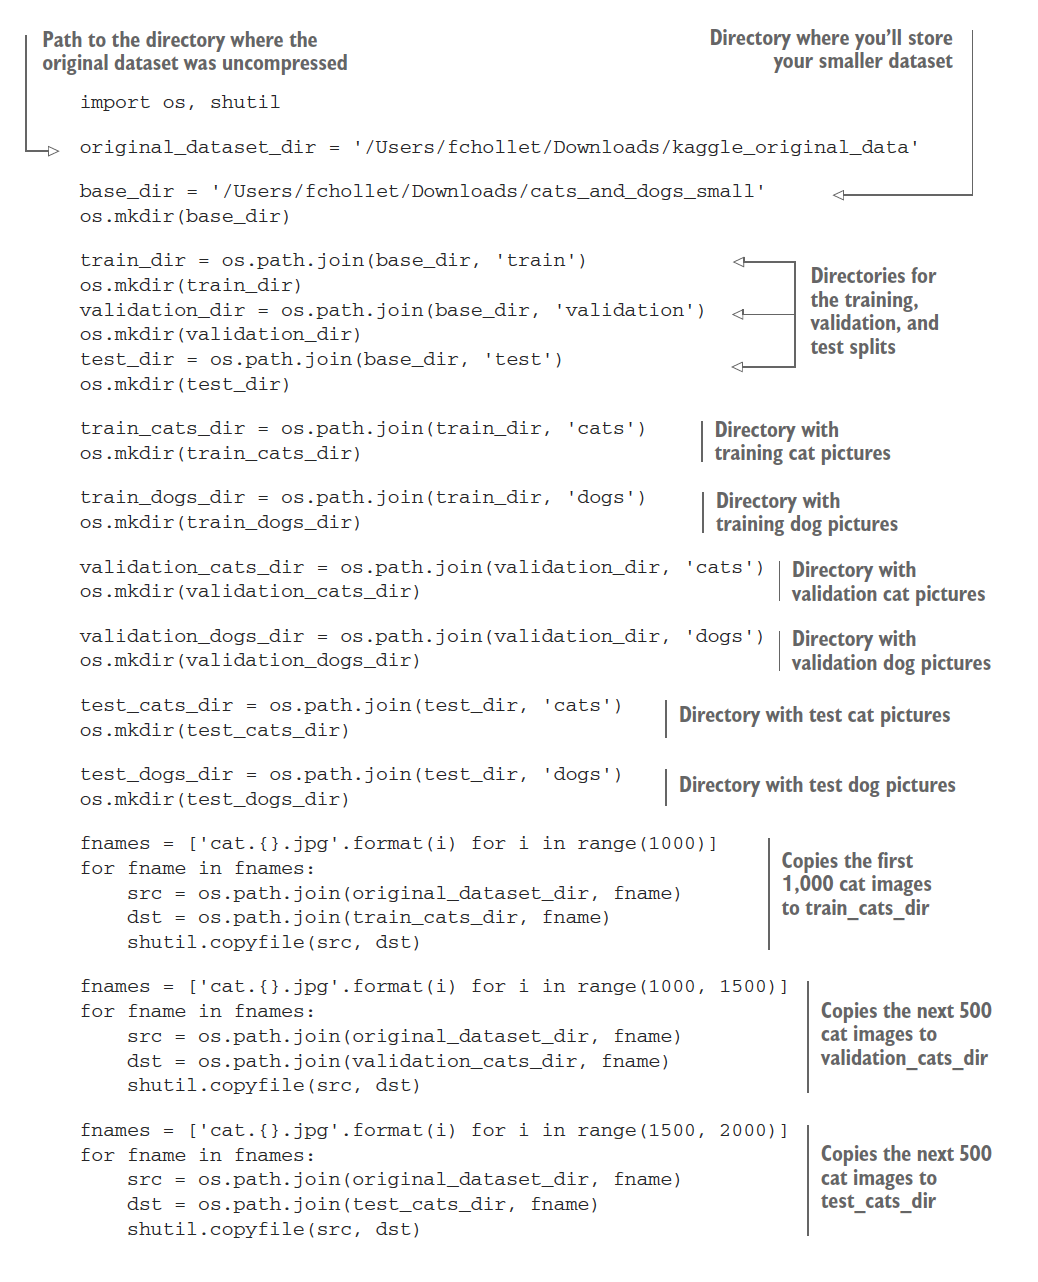 Path to the directory where the
original dataset was uncompressed
Directory where you’ll store
your smaller dataset
import os, shutil
original_dataset_dir = '/Users/fchollet/Downloads/kaggle_original_data'
base_dir = '/Users/fchollet/Downloads/cats_and_dogs_small'
os.mkdir(base_dir)
train_dir = os.path.join(base_dir, 'train')
os.mkdir(train_dir)
validation_dir = os.path.join(base_dir, 'validation')
os.mkdir(validation_dir)
test_dir = os.path.join(base_dir, 'test')
os.mkdir(test_dir)
Directories for
the training,
validation, and
test splits
train_cats_dir = os.path.join(train_dir, 'cats')
os.mkdir(train_cats_dir)
Directory with
training cat pictures
train_dogs_dir = os.path.join(train_dir, 'dogs')
os.mkdir(train_dogs_dir)
Directory with
training dog pictures
validation_cats_dir = os.path.join(validation_dir, 'cats')
os.mkdir(validation_cats_dir)
Directory with
validation cat pictures
validation_dogs_dir = os.path.join(validation_dir, 'dogs')
os.mkdir(validation_dogs_dir)
Directory with
validation dog pictures
test_cats_dir = os.path.join(test_dir, 'cats')
os.mkdir(test_cats_dir)
Directory with test cat pictures
test_dogs_dir = os.path.join(test_dir, 'dogs')
os.mkdir(test_dogs_dir)
Directory with test dog pictures
fnames = ['cat.{}.jpg'.format(i) for i in range(1000)]
for fname in fnames:
    src = os.path.join(original_dataset_dir, fname)
    dst = os.path.join(train_cats_dir, fname)
    shutil.copyfile(src, dst)
Copies the first
1,000 cat images
to train_cats_dir
fnames = ['cat.{}.jpg'.format(i) for i in range(1000, 1500)]
for fname in fnames:
    src = os.path.join(original_dataset_dir, fname)
    dst = os.path.join(validation_cats_dir, fname)
    shutil.copyfile(src, dst)
Copies the next 500
cat images to
validation_cats_dir
fnames = ['cat.{}.jpg'.format(i) for i in range(1500, 2000)]
for fname in fnames:
    src = os.path.join(original_dataset_dir, fname)
    dst = os.path.join(test_cats_dir, fname)
    shutil.copyfile(src, dst)
Copies the next 500
cat images to
test_cats_dir